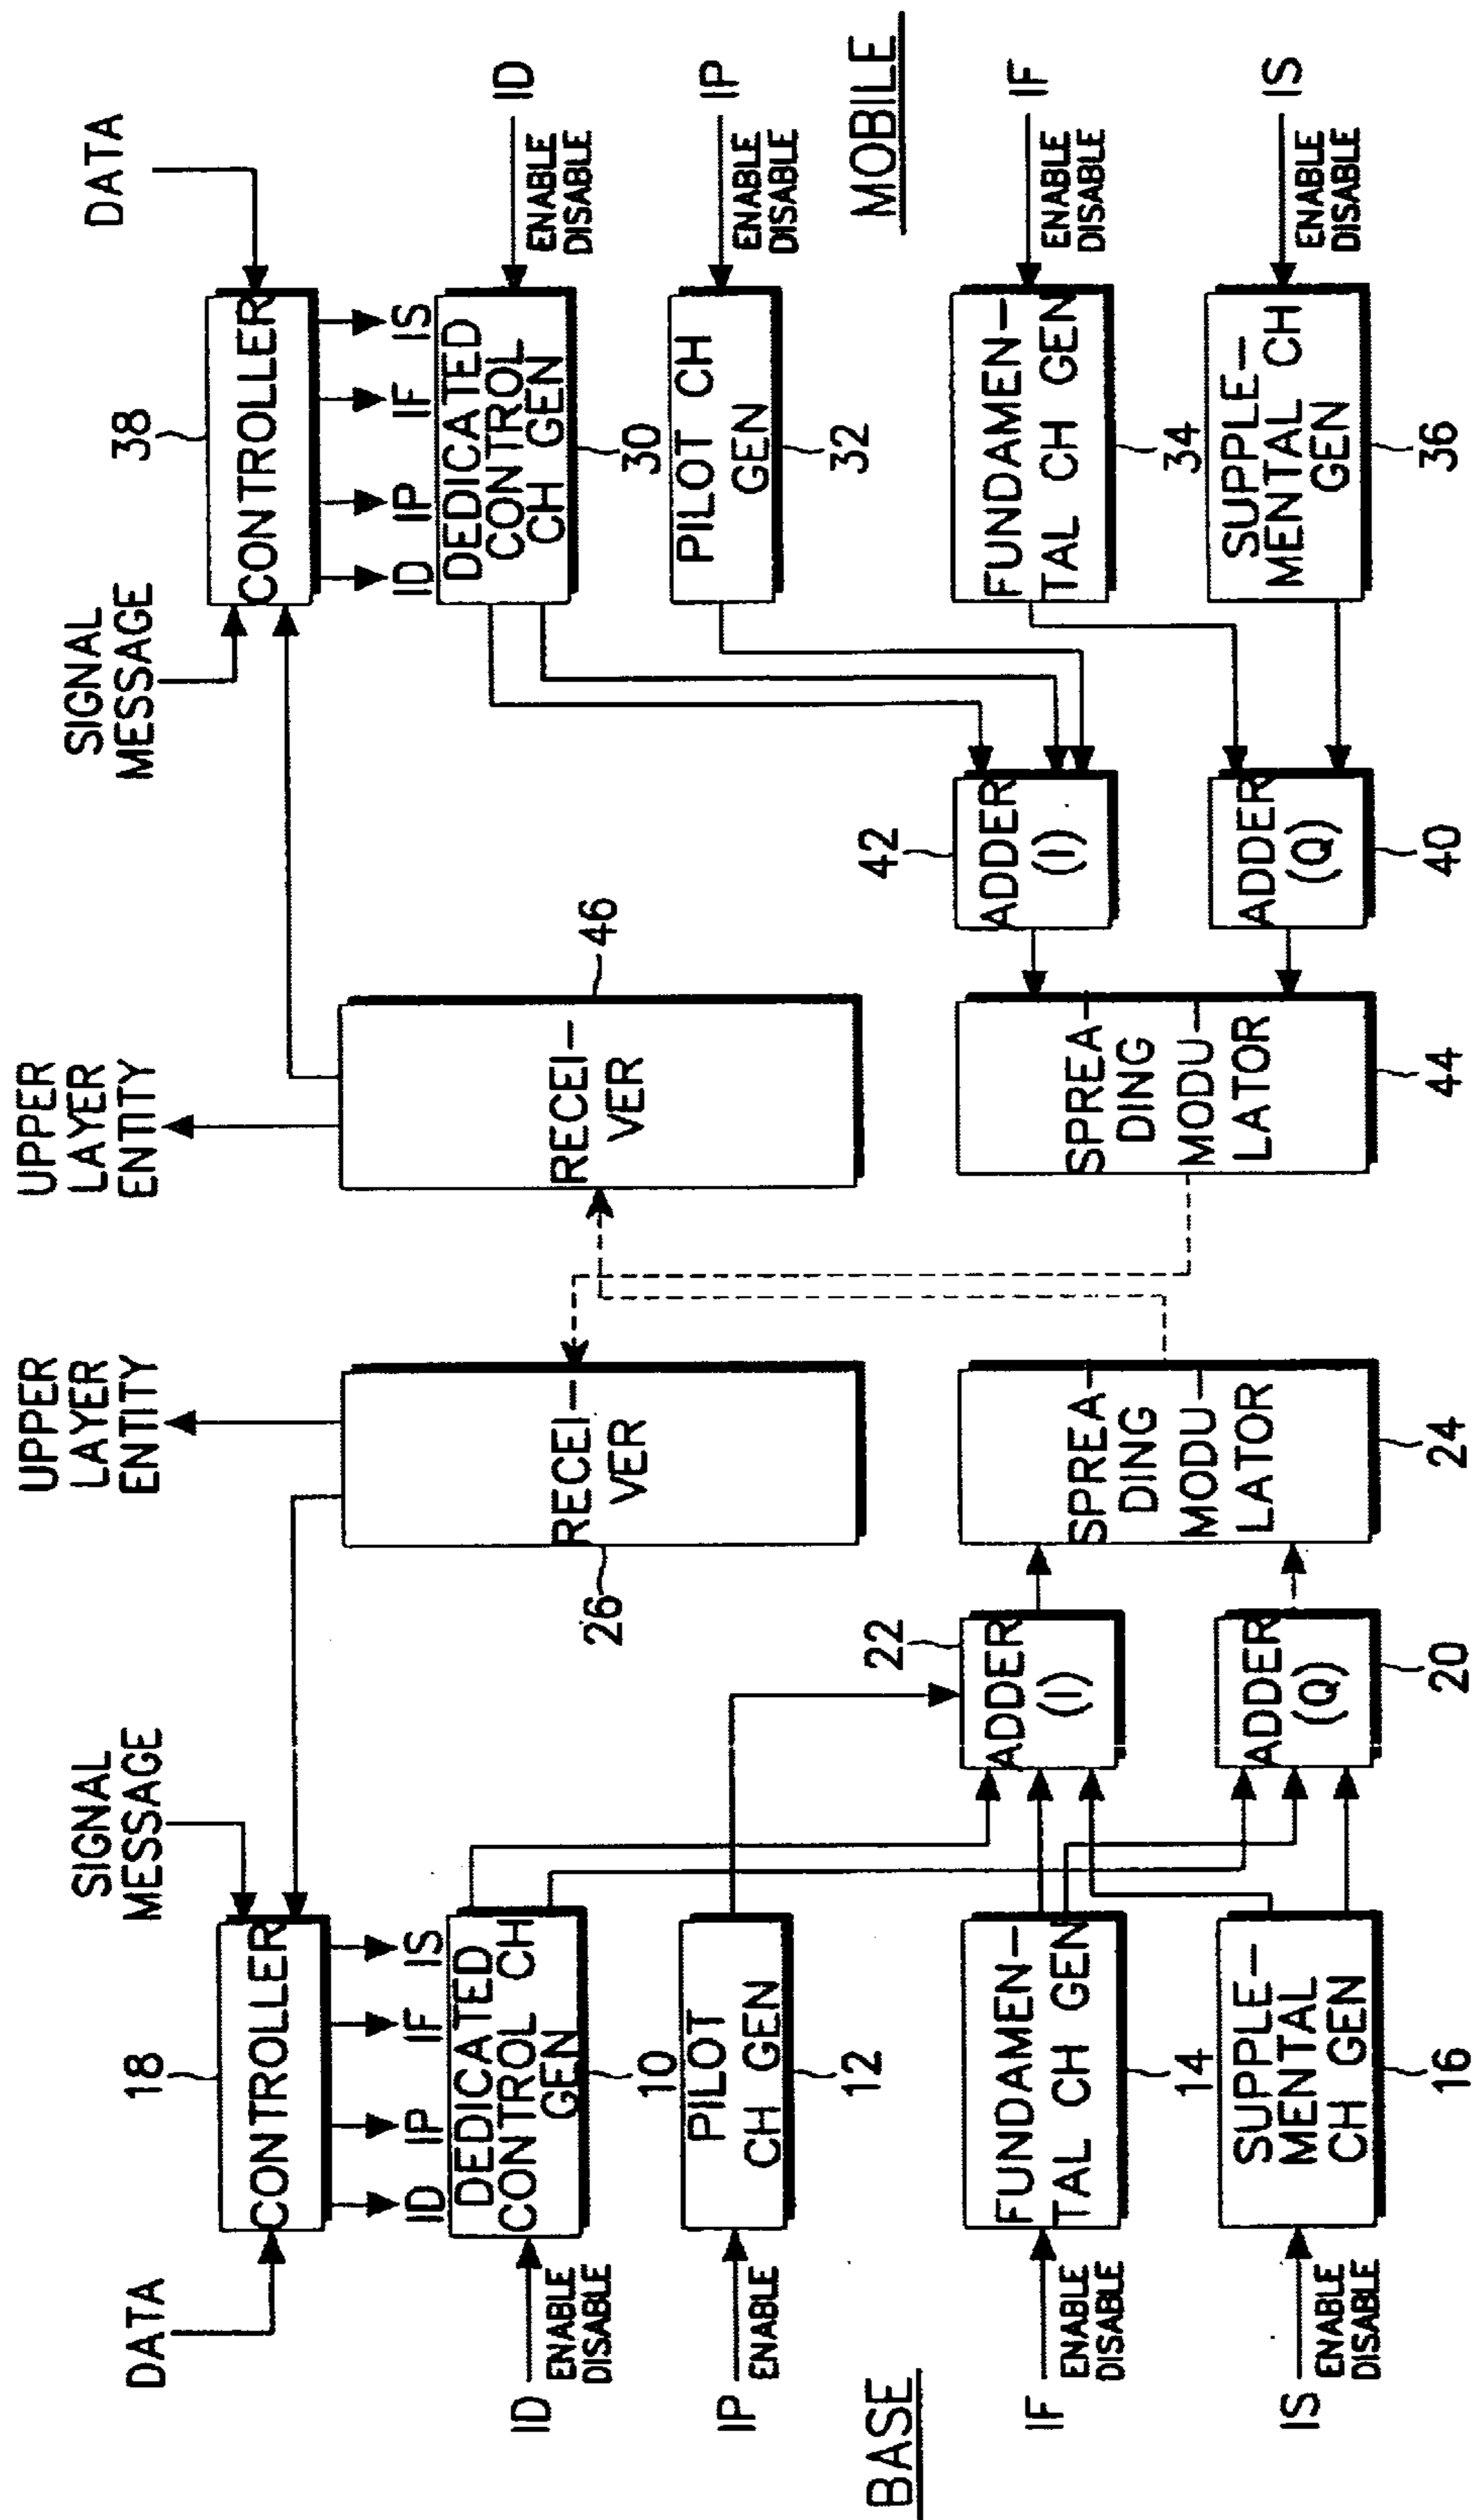 BASE
DATA
18
CONTROLLER
SIGNAL
MESSAGE
ID
IP
IF
IS
ID
ENABLE
DISABLE
DEDICATED
CONTROL CH
GEN
10
IP
ENABLE
PILOT
CH GEN
12
IF
ENABLE
DISABLE
FUNDAMEN-
TAL CH GEN
14
IS
ENABLE
DISABLE
SUPPLE-
MENTAL
CH GEN
16
22
ADDER
(I)
ADDER
(Q)
20
UPPER
LAYER
ENTITY
RECEI-
VER
26
SPREA-
DING
MODU-
LATOR
24
UPPER
LAYER
ENTITY
RECEI-
VER
46
SPREA-
DING
MODU-
LATOR
44
42
ADDER
(I)
ADDER
(Q)
40
SIGNAL
MESSAGE
38
CONTROLLER
DATA
ID
IP
IF
IS
DEDICATED
CONTROL
CH GEN
30
ID
ENABLE
DISABLE
PILOT CH
GEN
32
IP
ENABLE
DISABLE
MOBILE
FUNDAMEN-
TAL CH GEN
34
IF
ENABLE
DISABLE
SUPPLE-
MENTAL CH
GEN
36
IS
ENABLE
DISABLE